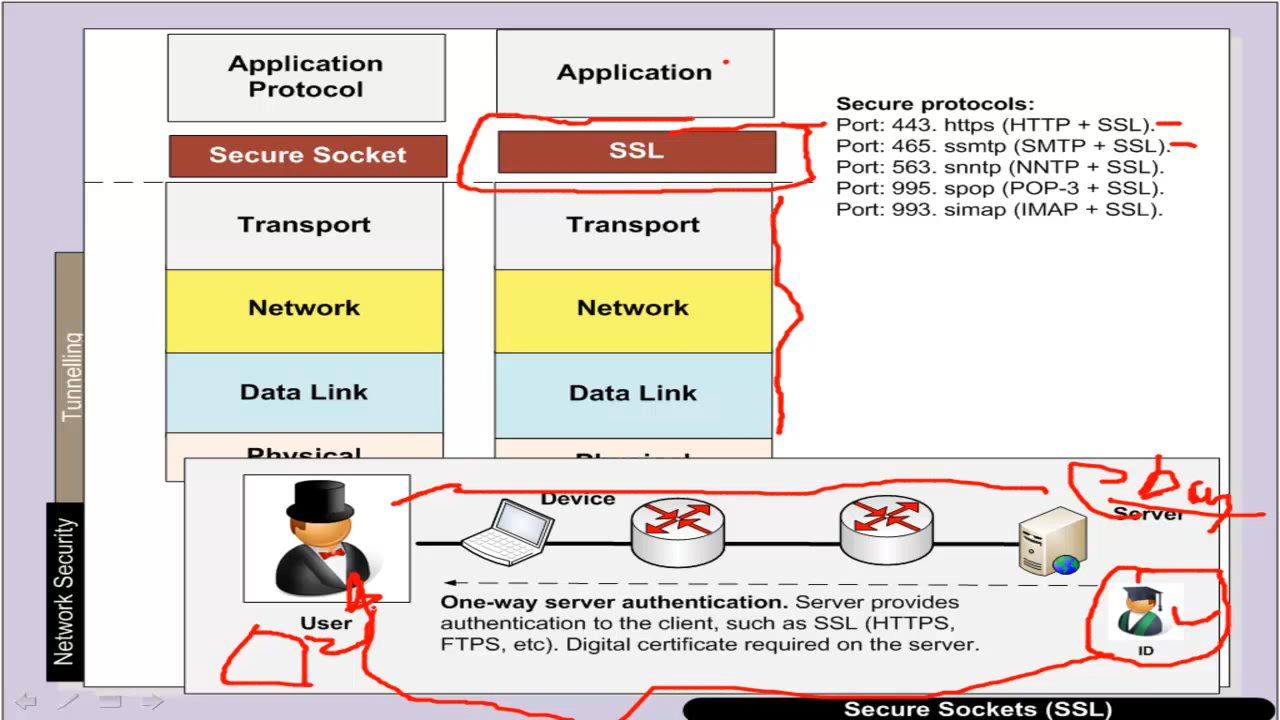 Application
Protocol
Secure Socket
Transport
Network
Data Link
Physical
Application
SSL
Transport
Network
Data Link
Secure protocols:
Port: 443. https (HTTP + SSL).
Port: 465. ssmtp (SMTP + SSL).
Port: 563. snntp (NNTP + SSL).
Port: 995. spop (POP-3 + SSL).
Port: 993. simap (IMAP + SSL).
Tunnelling
Network Security
Device
Server
User
One-way server authentication. Server provides
authentication to the client, such as SSL (HTTPS,
FTPS, etc). Digital certificate required on the server.
ID
Secure Sockets (SSL)